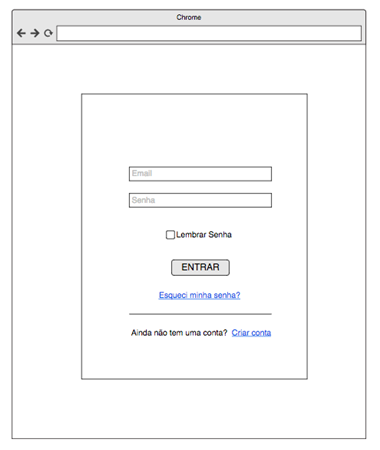 Chrome
Email
Senha
Lembrar Senha
ENTRAR
Esqueci minha senha?
Ainda não tem uma conta? Criar conta